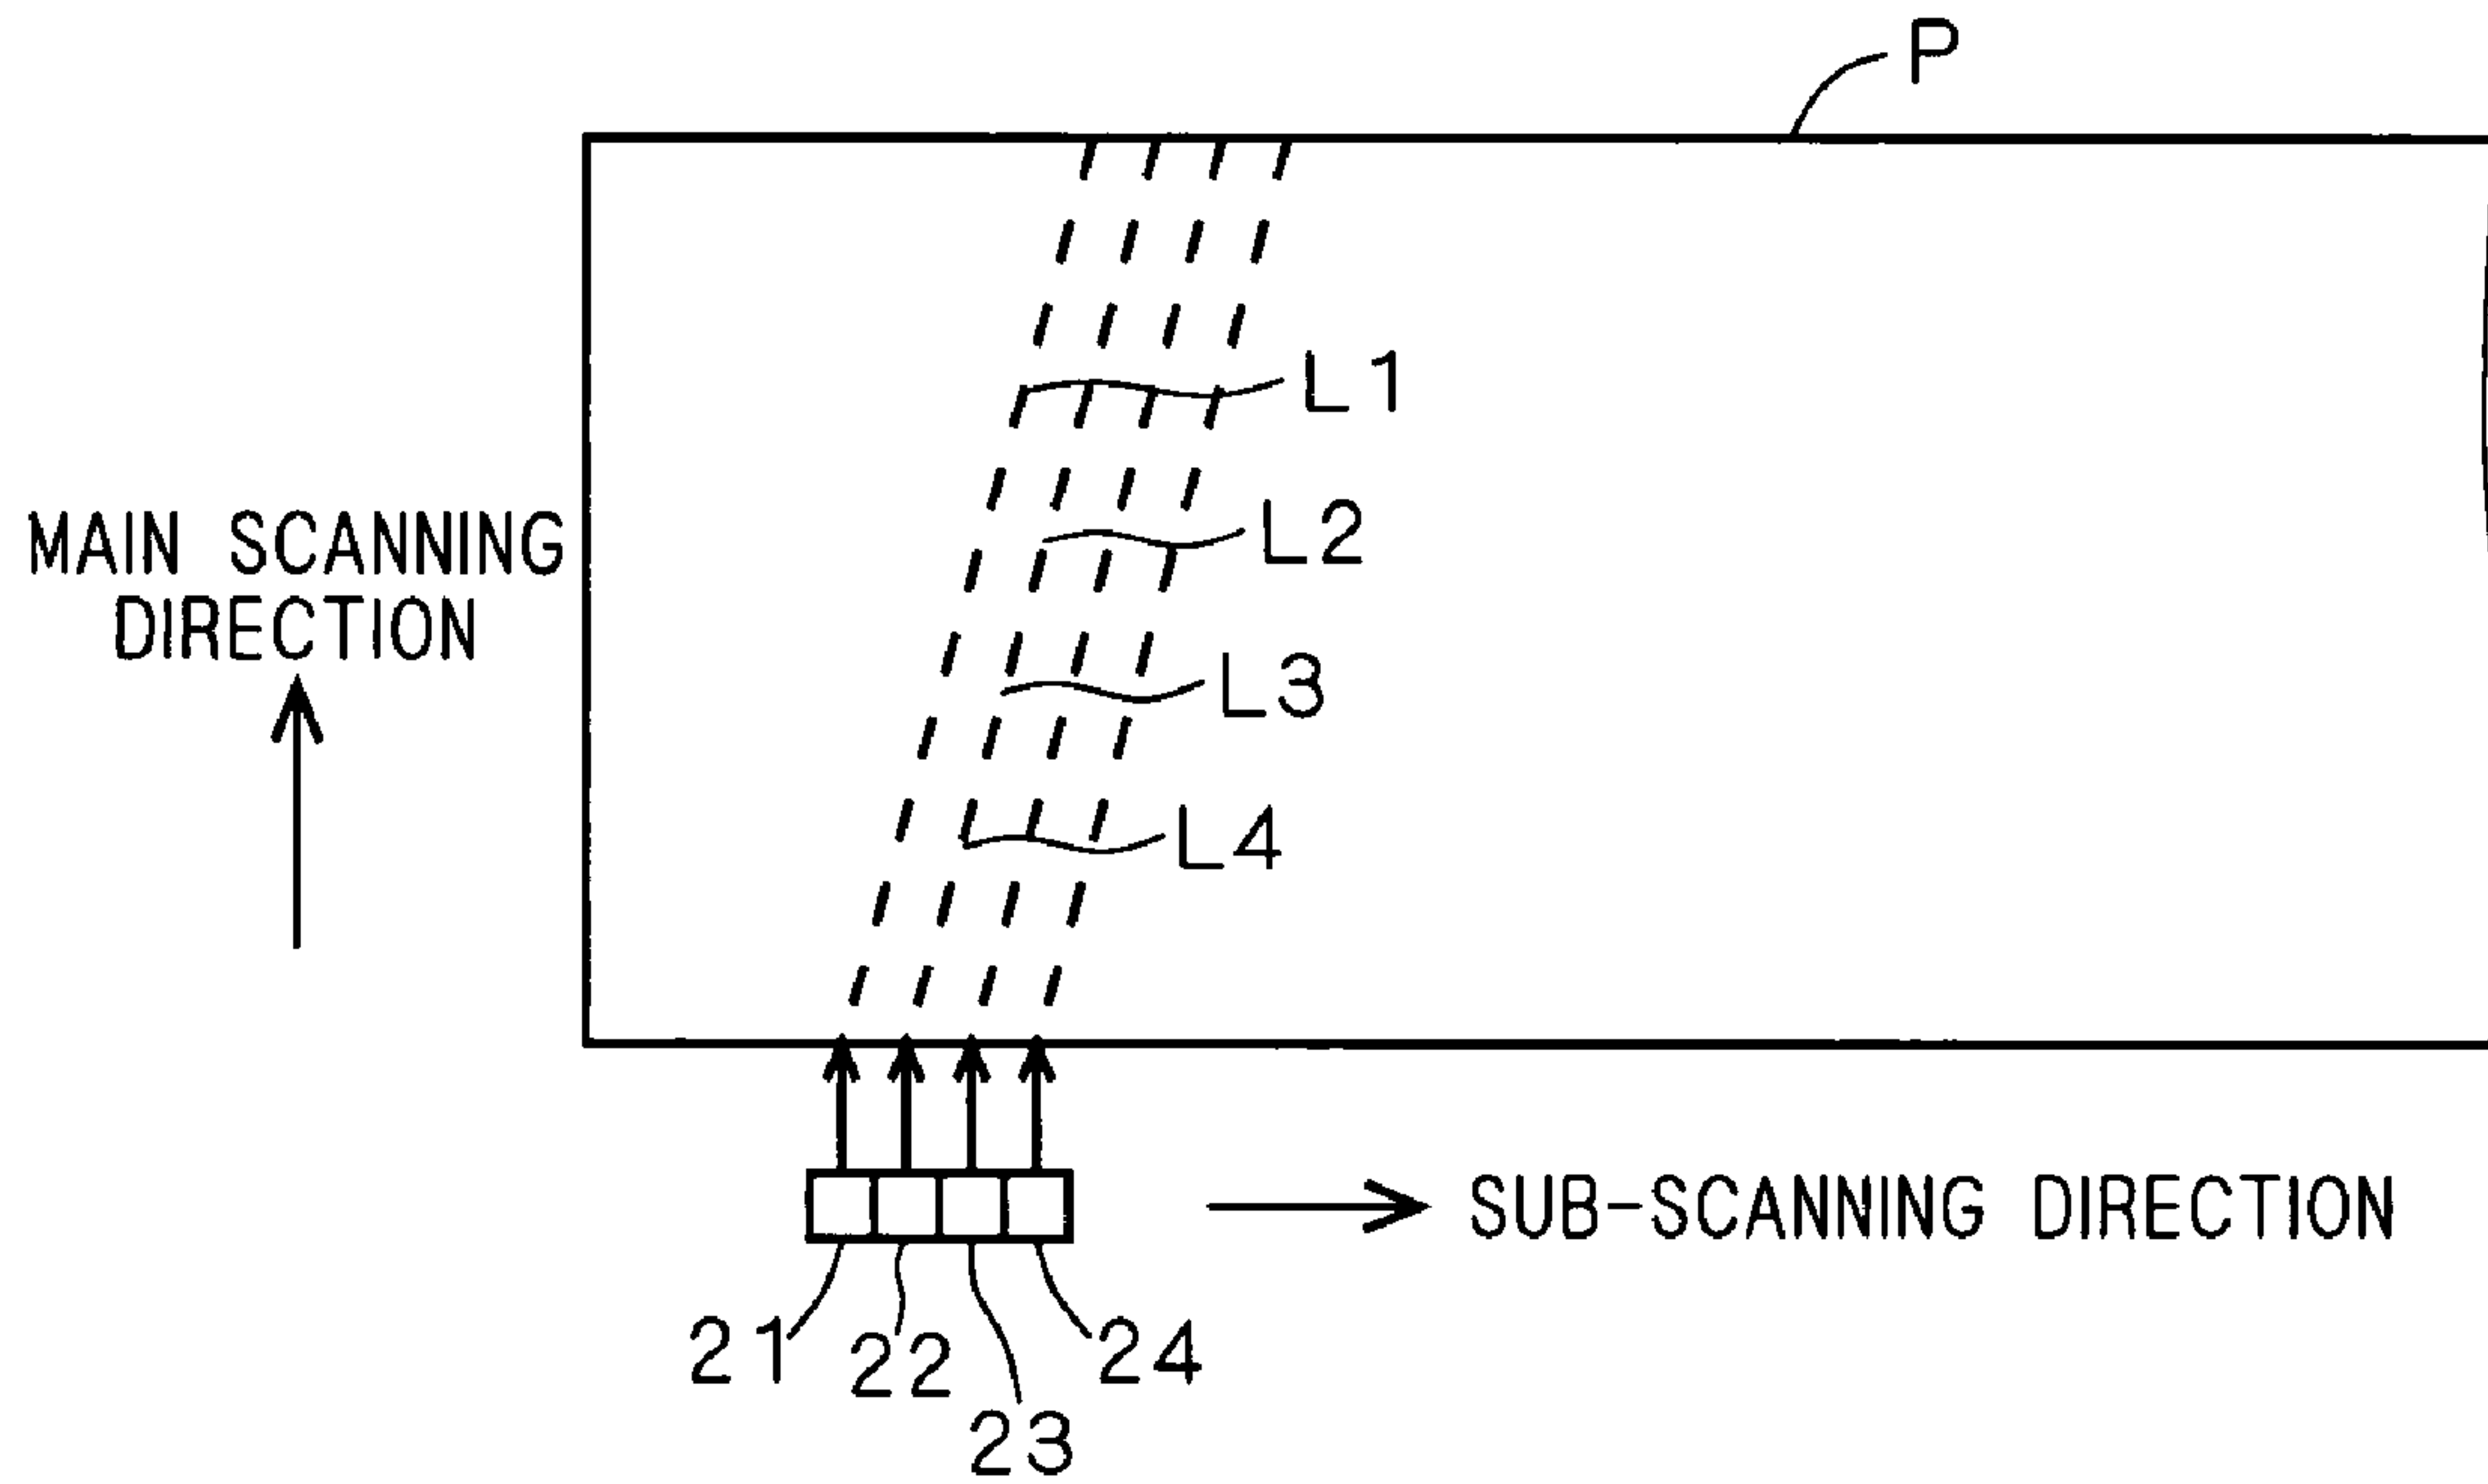 P
L1
L2
MAIN SCANNING
DIRECTION
L3
L4
SUB-SCANNING DIRECTION
21
22
24
23